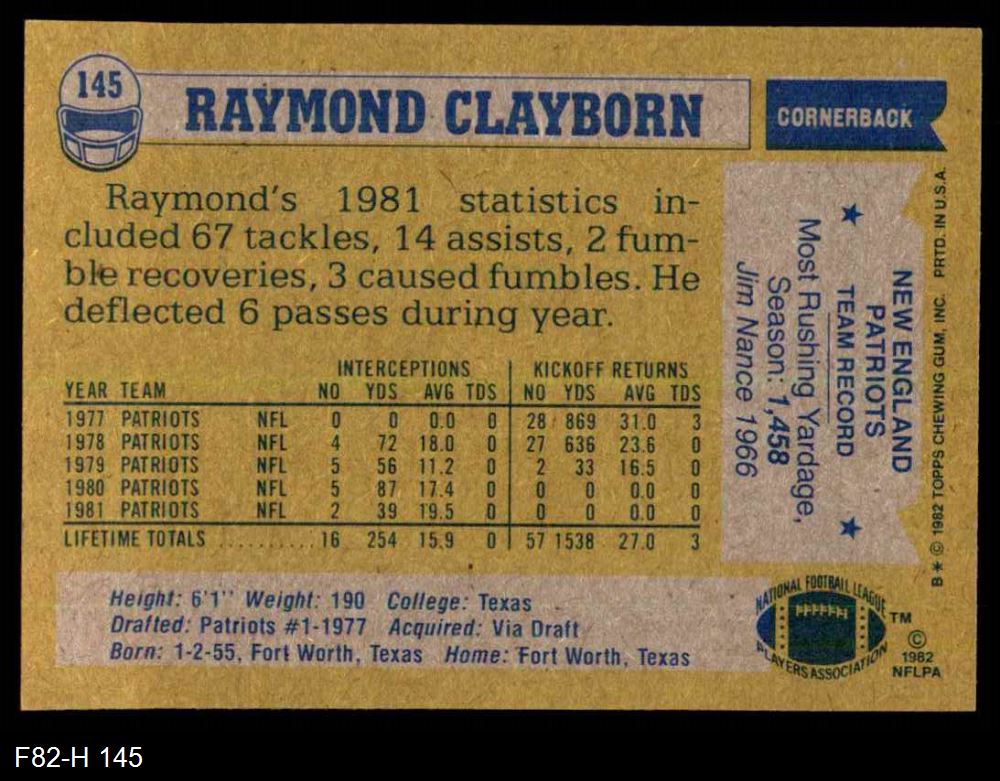 145
RAYMOND CLAYBORN
CORNERBACK
Raymond's 1981 statistics in-
cluded 67 tackles, 14 assists, 2 fum-
ble recoveries, 3 caused fumbles. He
deflected 6 passes during year.
INTERCEPTIONS KICKOFF RETURNS
YEAR TEAM NO YDS AVG TDS NO YDS AVG TDS
1977 PATRIOTS NFL 0 0 0.0 0 28 869 31.0 3
1978 PATRIOTS NFL 4 72 18.0 0 27 636 23.6 0
1979 PATRIOTS NFL 5 56 11.2 0 2 33 16.5 0
1980 PATRIOTS NFL 5 87 17.4 0 0 0 0.0 0
1981 PATRIOTS NFL 2 39 19.5 0 0 0 0.0 0
LIFETIME TOTALS .......... 16 254 15.9 0 57 1538 27.0 3
NEW ENGLAND
PATRIOTS
★ TEAM RECORD ★
Most Rushing Yardage,
Season: 1,458
Jim Nance 1966
B* © 1982 TOPPS CHEWING GUM, INC. PRTD. IN U.S.A.
Height: 6'1" Weight: 190 College: Texas
Drafted: Patriots #1-1977 Acquired: Via Draft
Born: 1-2-55, Fort Worth, Texas Home: Fort Worth, Texas
NATIONAL FOOTBALL LEAGUE
PLAYERS ASSOCIATION
TM
©
1982
NFLPA
F82-H 145